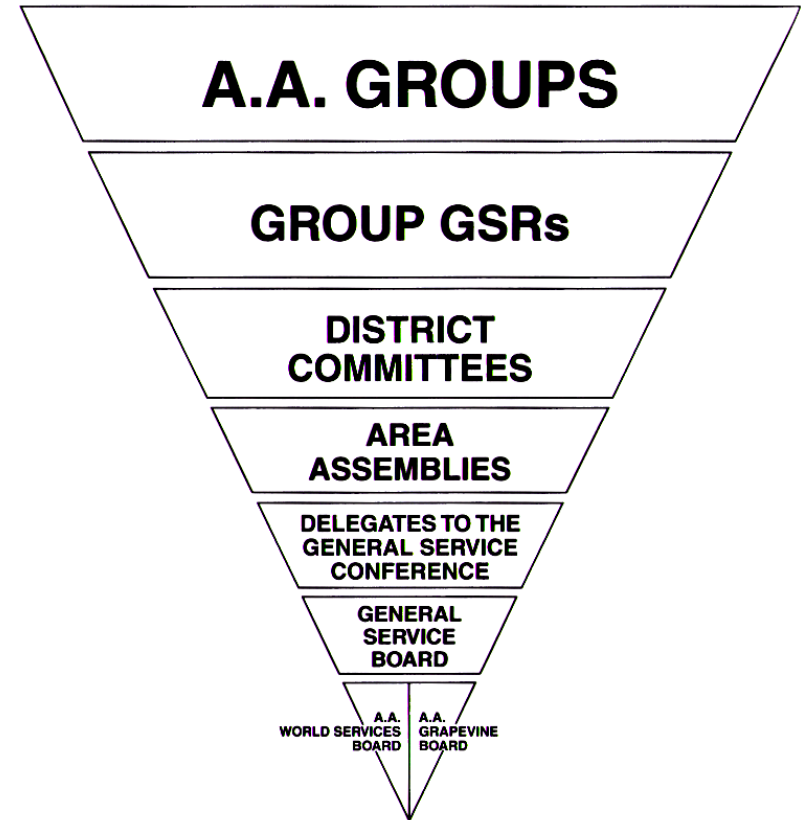 A.A. GROUPS
GROUP GSRs
DISTRICT
COMMITTEES
AREA
ASSEMBLIES
DELEGATES TO THE
GENERAL SERVICE
CONFERENCE
GENERAL
SERVICE
BOARD
A.A.
WORLD SERVICES
BOARD
A.A.
GRAPEVINE
BOARD